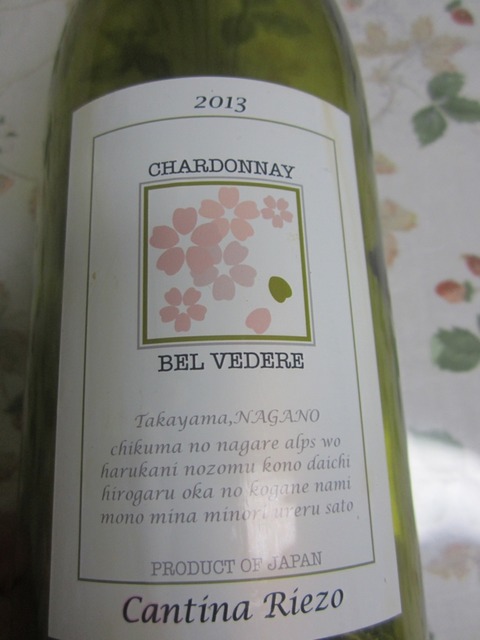 2013
CHARDONNAY
BEL VEDERE
Takayama,NAGANO
chikuma no nagare alps wo
harukani nozomu kono daichi
hirogaru oka no kogane nami
mono mina minori ureru sato
PRODUCT OF JAPAN
Cantina Riezo